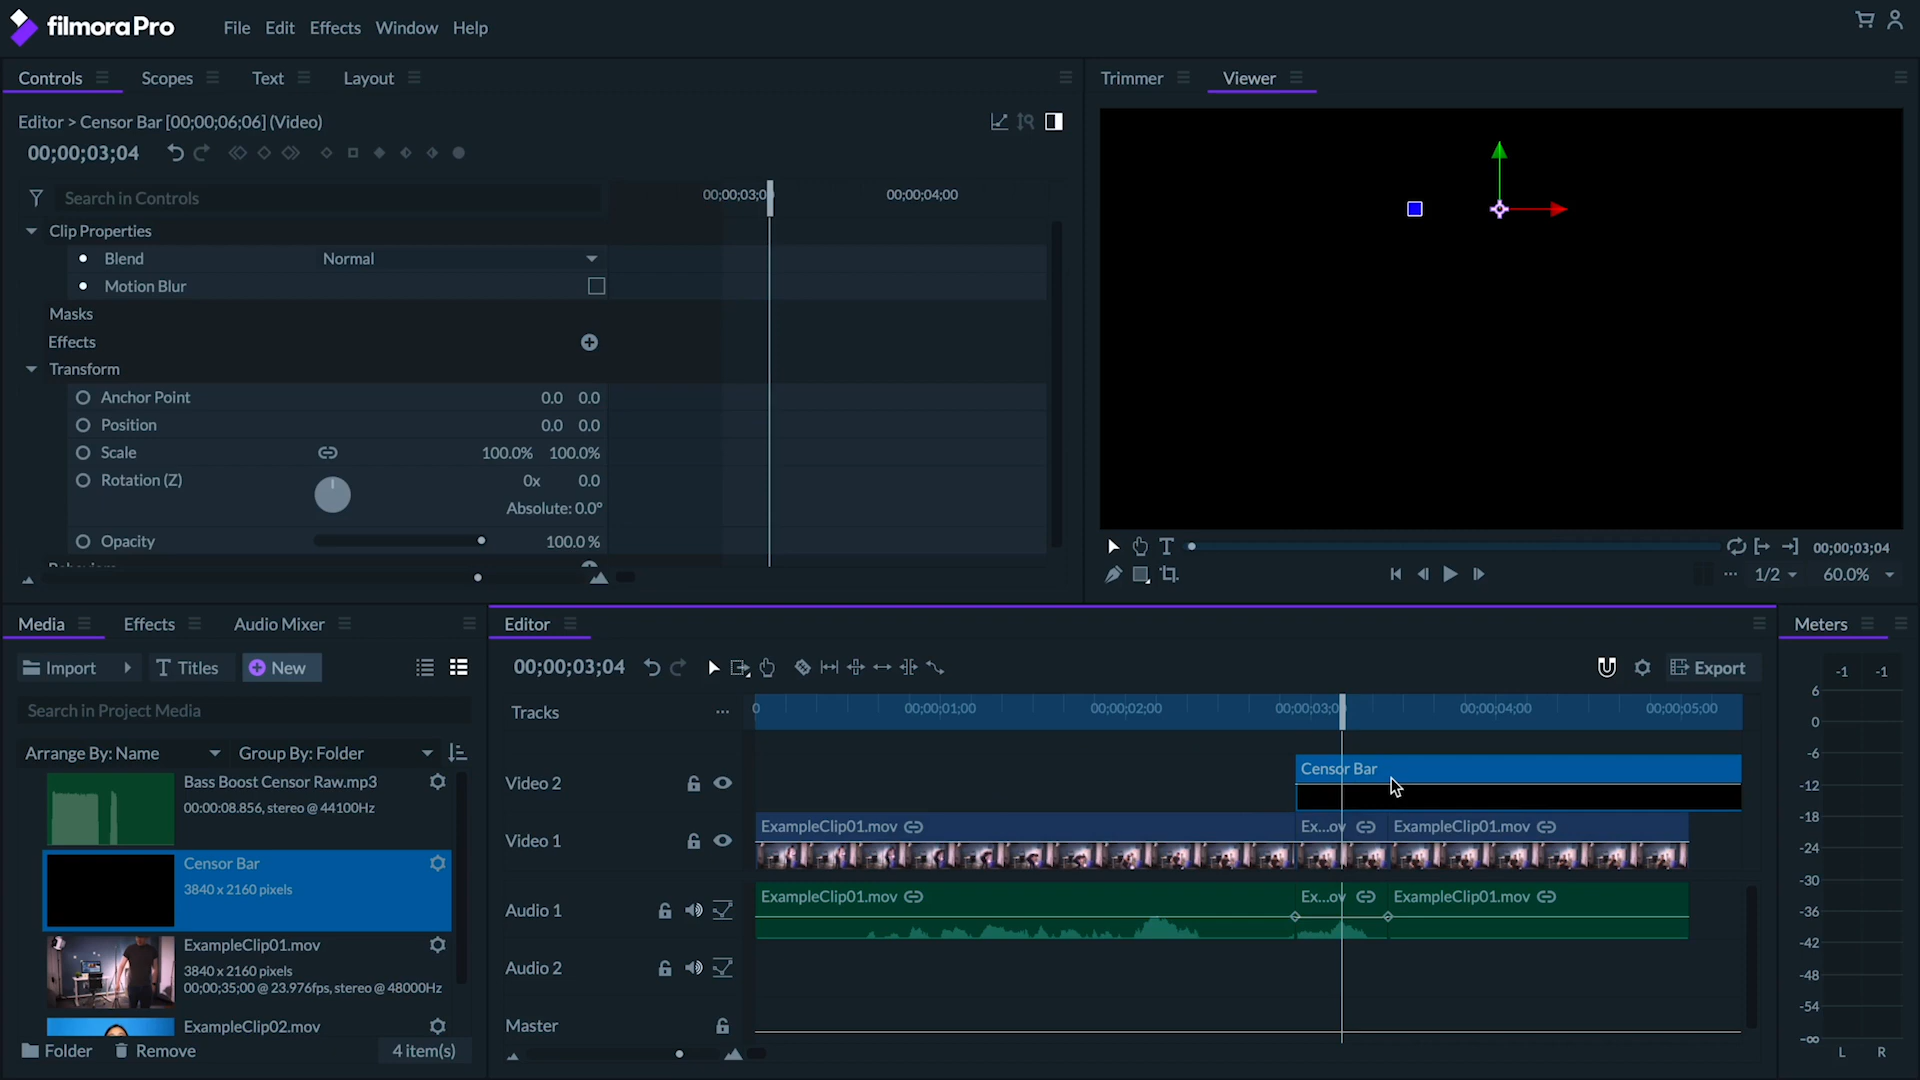 filmoraPro
File Edit Effects Window Help
Controls Scopes Text Layout
Trimmer Viewer
Editor > Censor Bar [00;00;06;06] (Video)
00;00;03;04
Search in Controls
00;00;04;00
Clip Properties
Blend Normal
Motion Blur
Masks
Effects
Transform
Anchor Point 0.0 0.0
Position 0.0 0.0
Scale 100.0% 100.0%
Rotation (Z) 0x 0.0
Absolute: 0.0°
Opacity 100.0 %
00;00;03;04
1/2 60.0%
Media Effects Audio Mixer
Import Titles New
Search in Project Media
Arrange By: Name Group By: Folder
Bass Boost Censor Raw.mp3
00:00:08.856, stereo @ 44100Hz
Censor Bar
3840 x 2160 pixels
ExampleClip01.mov
3840 x 2160 pixels
00;00;35;00 @ 23.976fps, stereo @ 48000Hz
ExampleClip02.mov
Folder Remove 4 item(s)
Editor
00;00;03;04
Export
Tracks
0 00;00;01;00 00;00;02;00 00;00;04;00 00;00;05;00
Video 2
Censor Bar
Video 1
ExampleClip01.mov Ex...ov ExampleClip01.mov
Audio 1
ExampleClip01.mov Ex...ov ExampleClip01.mov
Audio 2
Master
Meters
-1 -1
6
0
-6
-12
-18
-24
-30
-36
-42
-48
-54
-∞
L R